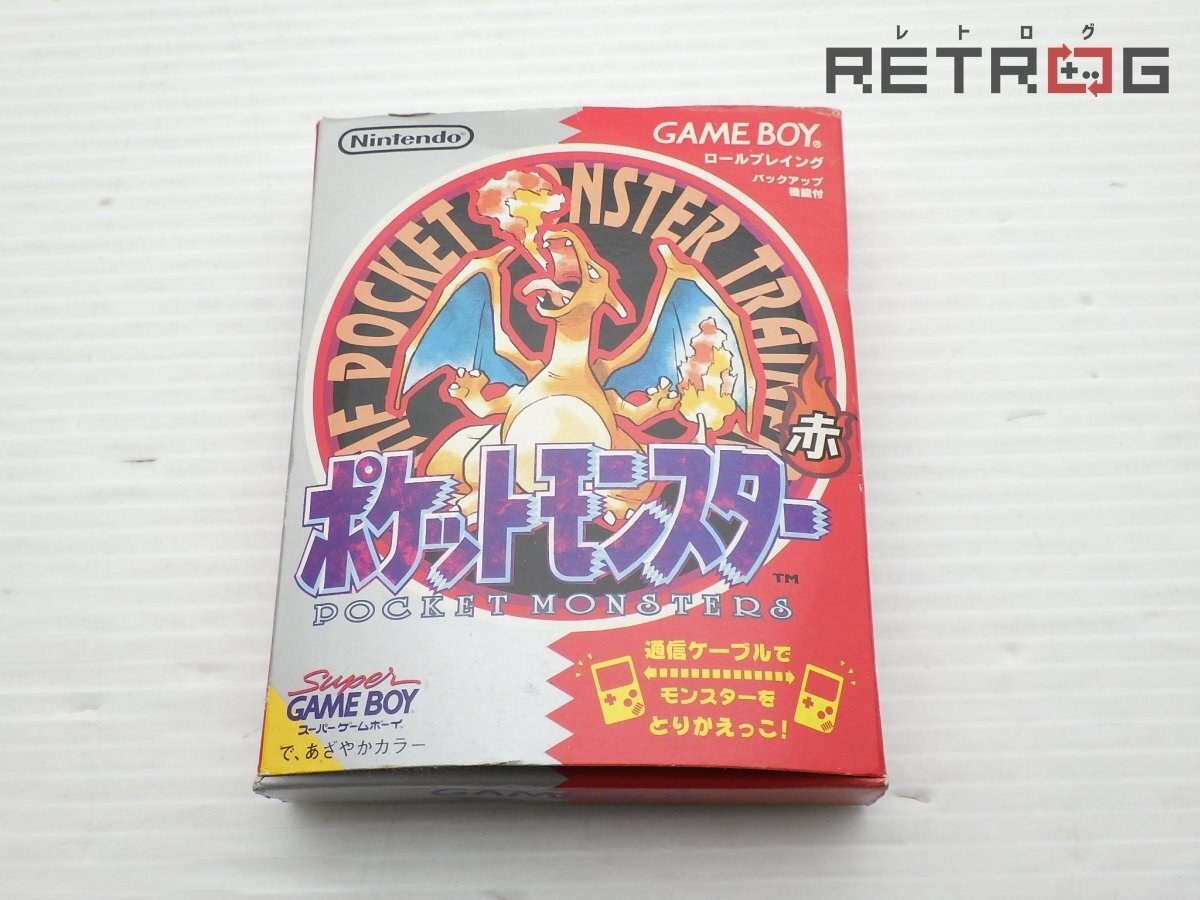 レトログ
RETROG
Nintendo
GAME BOY
ロールプレイング
バックアップ
機能付
THE POCKET MONSTER TRAINER
赤
ポケットモンスター
TM
POCKET MONSTERS
通信ケーブルで
モンスターを
とりかえっこ!
Super
GAME BOY
スーパーゲームボーイ
で、あざやかカラー
GAME BOY